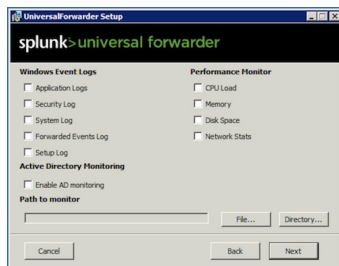 UniversalForwarder Setup
splunk>universal forwarder
Windows Event Logs
Application Logs
Security Log
System Log
Forwarded Events Log
Setup Log
Active Directory Monitoring
Enable AD monitoring
Path to monitor
Performance Monitor
CPU Load
Memory
Disk Space
Network Stats
File...
Directory...
Cancel
Back
Next